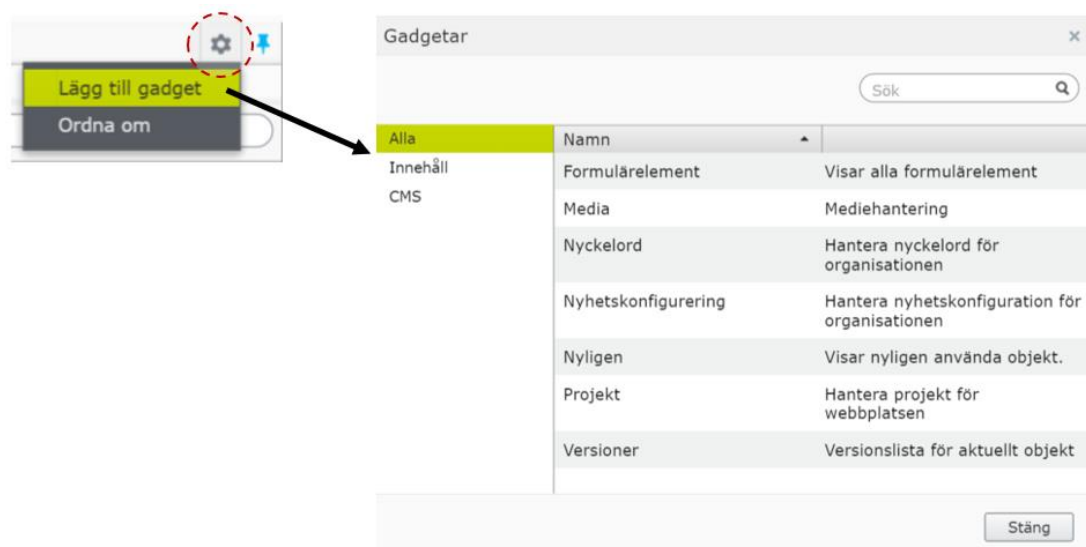 Lägg till gadget
Ordna om
Gadgetar
Sök
Alla
Innehåll
CMS
Namn
Formulärelement Visar alla formulärelement
Media Mediehantering
Nyckelord Hantera nyckelord för
organisationen
Nyhetskonfigurering Hantera nyhetskonfiguration för
organisationen
Nyligen Visar nyligen använda objekt.
Projekt Hantera projekt för
webbplatsen
Versioner Versionslista för aktuellt objekt
Stäng